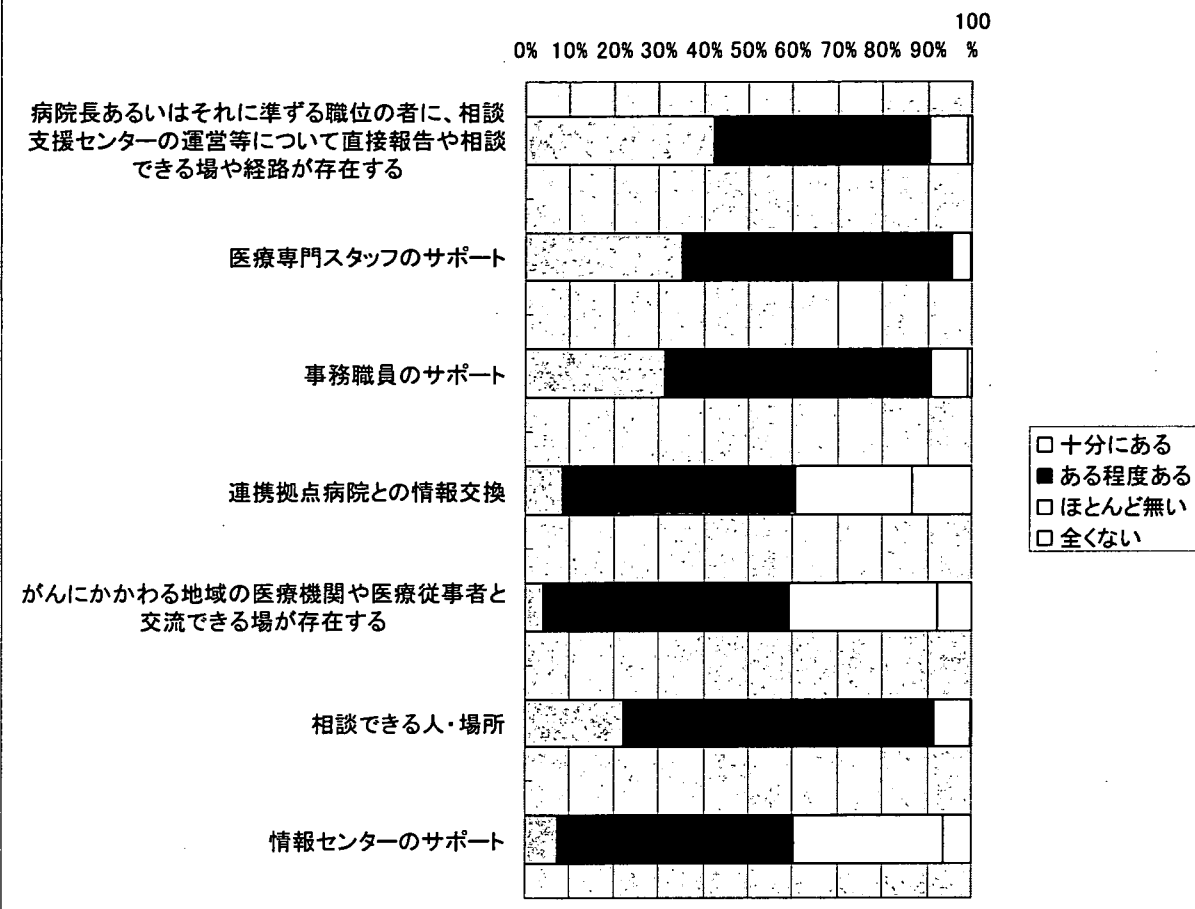 100
0% 10% 20% 30% 40% 50% 60% 70% 80% 90% %
病院長あるいはそれに準ずる職位の者に、相談
支援センターの運営等について直接報告や相談
できる場や経路が存在する
医療専門スタッフのサポート
事務職員のサポート
連携拠点病院との情報交換
がんにかかわる地域の医療機関や医療従事者と
交流できる場が存在する
相談できる人・場所
情報センターのサポート
十分にある
ある程度ある
ほとんど無い
全くない